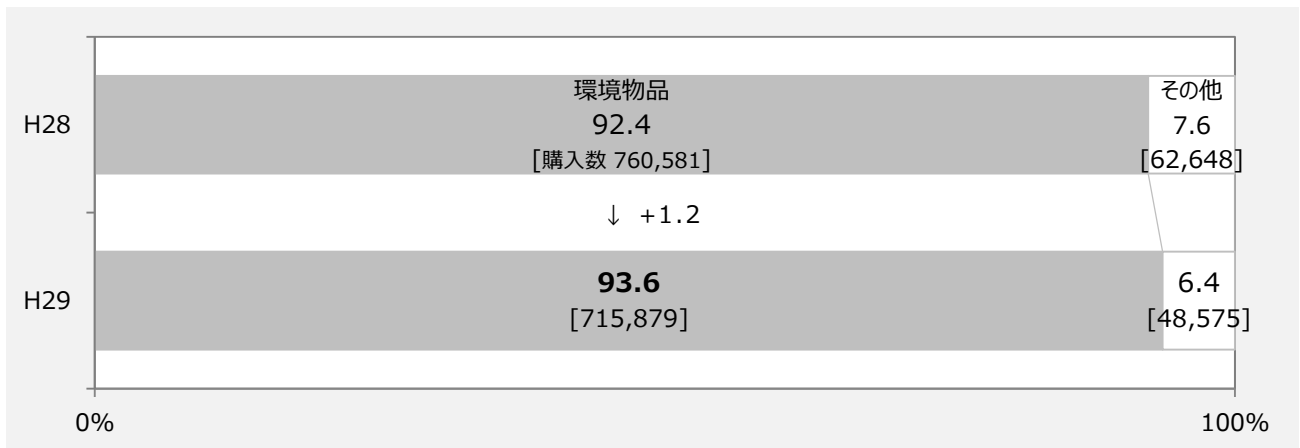 環境物品
その他
H28
92.4
7.6
[購入数 760,581]
[62,648]
↓ +1.2
H29
93.6
6.4
[715,879]
[48,575]
0%
100%